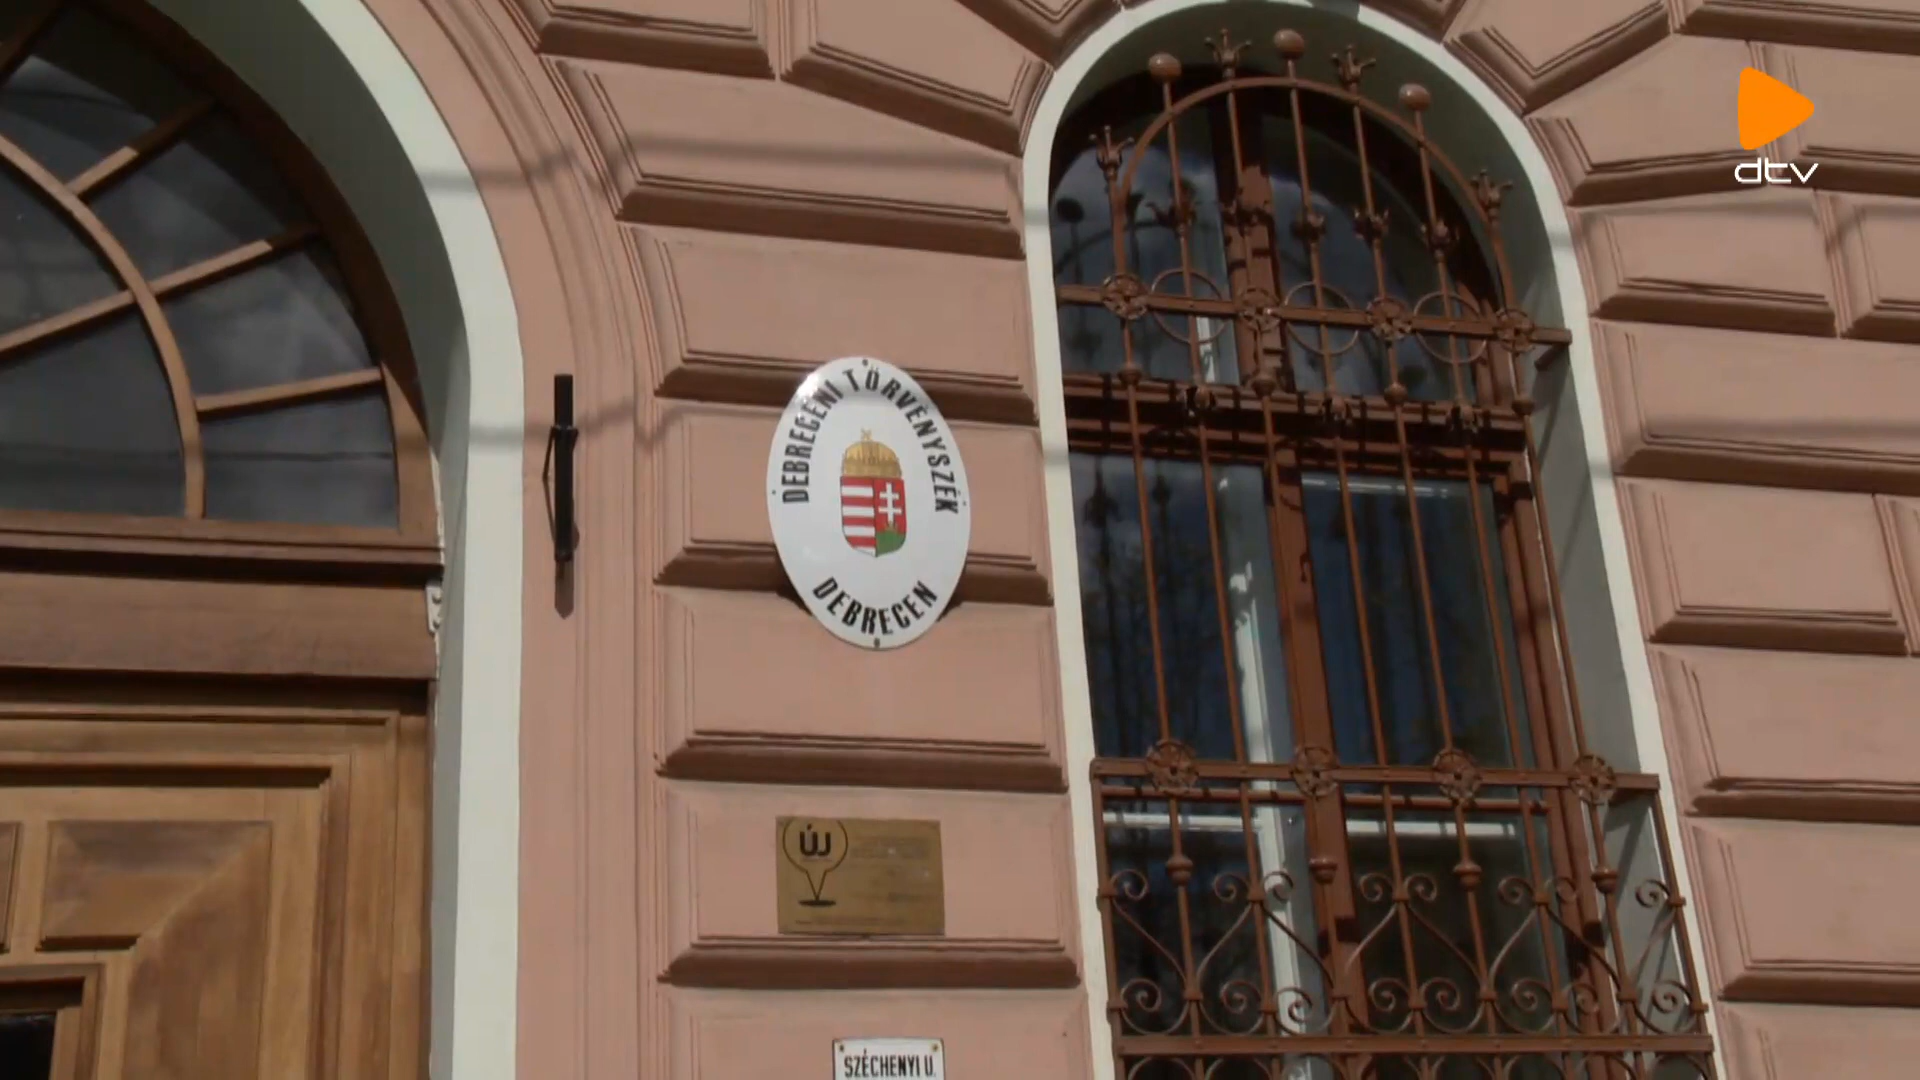 dtv
DEBRECENI TÖRVÉNYSZÉK
DEBRECEN
ÚJ
SZÉCHENYI U.